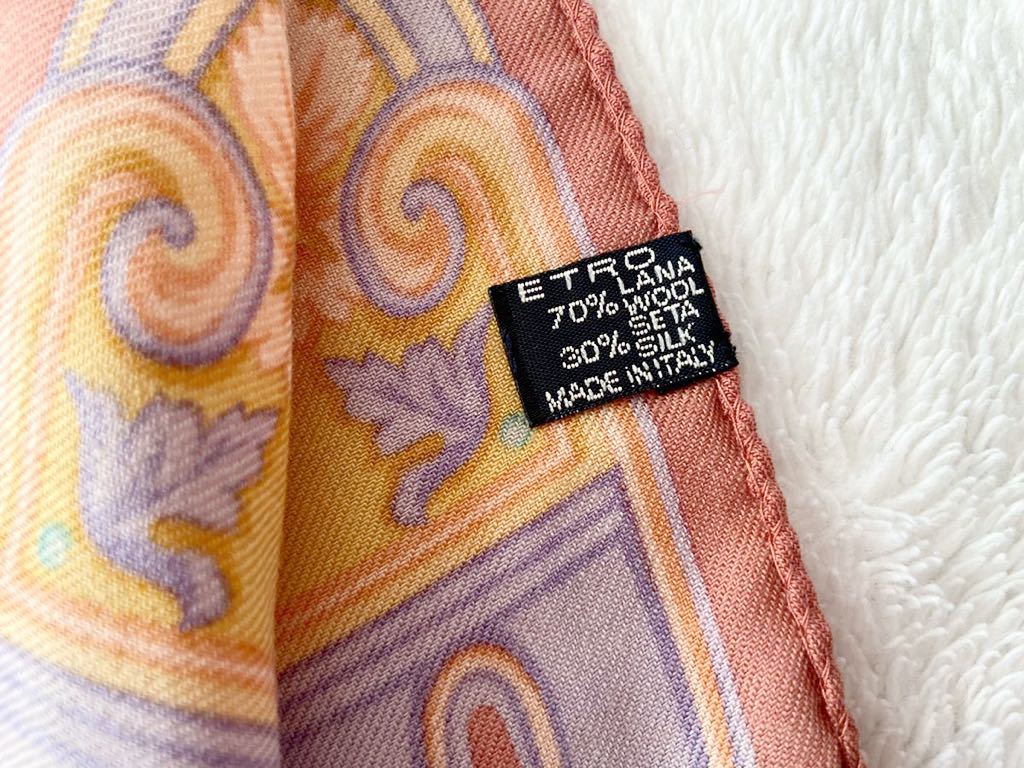 ETRO
70% LANA
WOOL
SETA
30% SILK
MADE IN ITALY